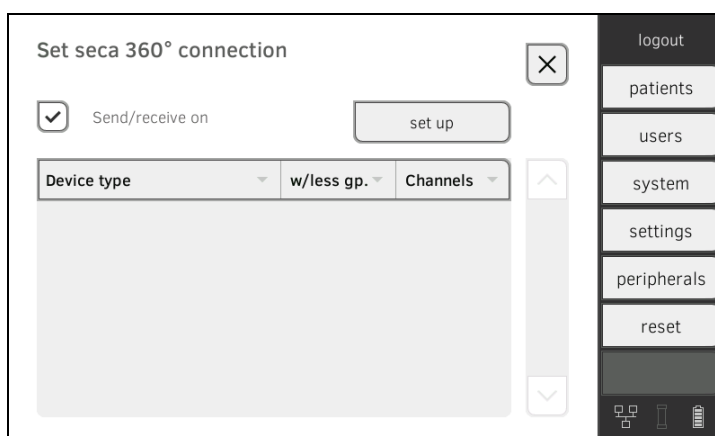 Set seca 360° connection
Send/receive on
set up
Device type
w/less gp.
Channels
logout
patients
users
system
settings
peripherals
reset